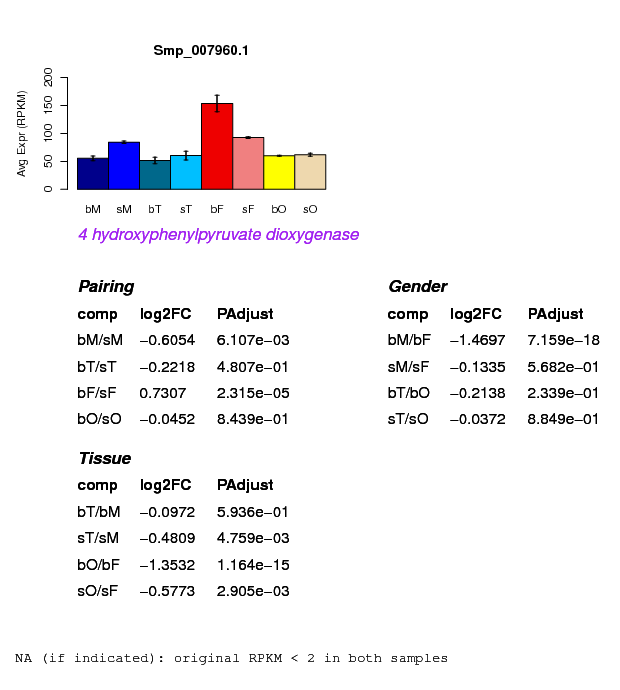 Smp_007960.1
Avg Expr (RPKM)
200
150
100
50
0
bM sM bT sT bF sF bO sO
4 hydroxyphenylpyruvate dioxygenase
Pairing
comp log2FC PAdjust
bM/sM −0.6054 6.107e−03
bT/sT −0.2218 4.807e−01
bF/sF 0.7307 2.315e−05
bO/sO −0.0452 8.439e−01
Gender
comp log2FC PAdjust
bM/bF −1.4697 7.159e−18
sM/sF −0.1335 5.682e−01
bT/bO −0.2138 2.339e−01
sT/sO −0.0372 8.849e−01
Tissue
comp log2FC PAdjust
bT/bM −0.0972 5.936e−01
sT/sM −0.4809 4.759e−03
bO/bF −1.3532 1.164e−15
sO/sF −0.5773 2.905e−03
NA (if indicated): original RPKM < 2 in both samples